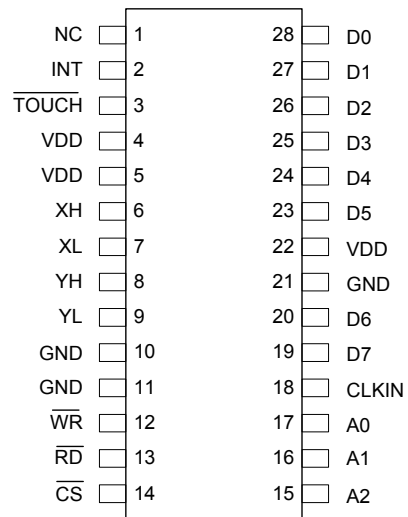 NC 1 28 D0
INT 2 27 D1
TOUCH 3 26 D2
VDD 4 25 D3
VDD 5 24 D4
XH 6 23 D5
XL 7 22 VDD
YH 8 21 GND
YL 9 20 D6
GND 10 19 D7
GND 11 18 CLKIN
WR 12 17 A0
RD 13 16 A1
CS 14 15 A2